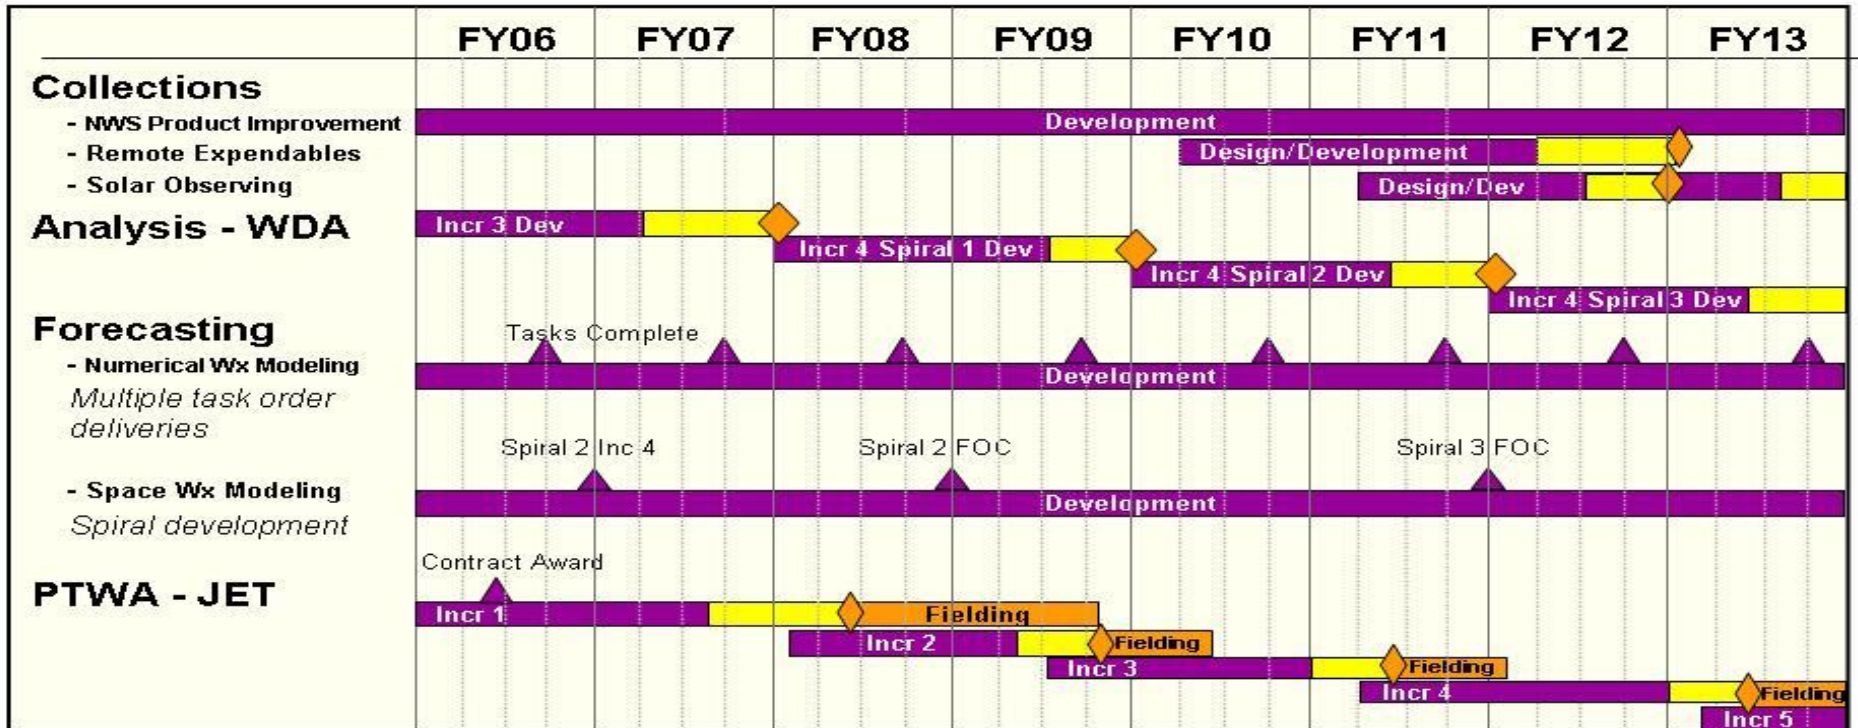 FY06 FY07 FY08 FY09 FY10 FY11 FY12 FY13
Collections
- NWS Product Improvement Development
- Remote Expendables Design/Development
- Solar Observing Design/Dev
Analysis - WDA Incr 3 Dev
Incr 4 Spiral 1 Dev
Incr 4 Spiral 2 Dev
Incr 4 Spiral 3 Dev
Forecasting Tasks Complete
- Numerical Wx Modeling Development
Multiple task order
deliveries
Spiral 2 Inc 4 Spiral 2 FOC Spiral 3 FOC
- Space Wx Modeling Development
Spiral development
Contract Award
PTWA - JET
Incr 1 Fielding
Incr 2 Fielding
Incr 3 Fielding
Incr 4 Fielding
Incr 5